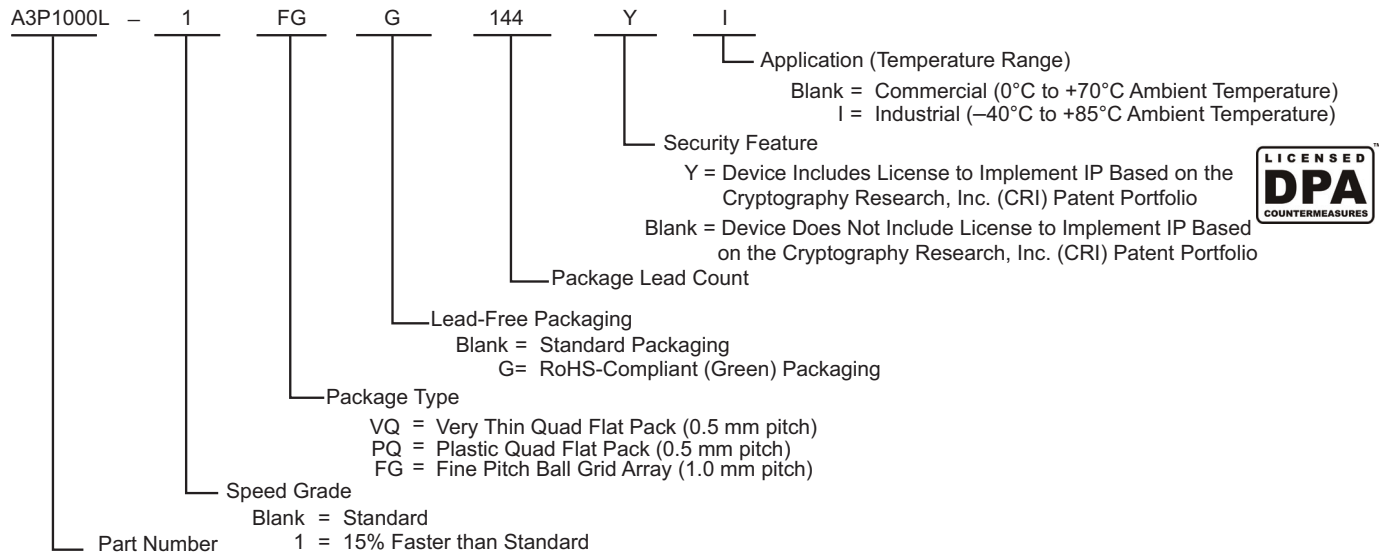 A3P1000L – 1 FG G 144 Y I
Application (Temperature Range)
Blank = Commercial (0°C to +70°C Ambient Temperature)
I = Industrial (–40°C to +85°C Ambient Temperature)
Security Feature
Y = Device Includes License to Implement IP Based on the
Cryptography Research, Inc. (CRI) Patent Portfolio
Blank = Device Does Not Include License to Implement IP Based
on the Cryptography Research, Inc. (CRI) Patent Portfolio
LICENSED
DPA
COUNTERMEASURES
™
Package Lead Count
Lead-Free Packaging
Blank = Standard Packaging
G= RoHS-Compliant (Green) Packaging
Package Type
VQ = Very Thin Quad Flat Pack (0.5 mm pitch)
PQ = Plastic Quad Flat Pack (0.5 mm pitch)
FG = Fine Pitch Ball Grid Array (1.0 mm pitch)
Speed Grade
Blank = Standard
1 = 15% Faster than Standard
Part Number